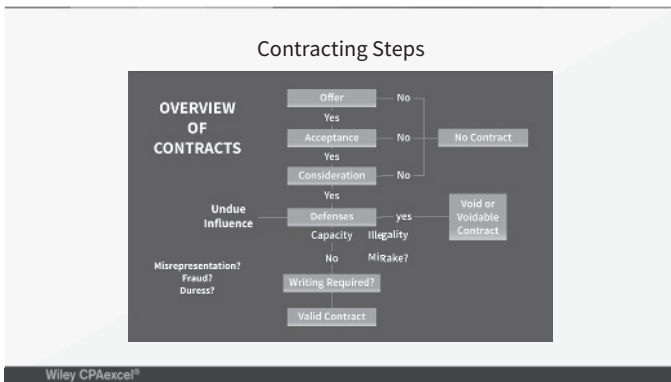 Contracting Steps
OVERVIEW
OF
CONTRACTS
Offer
No
Yes
Acceptance
No
No Contract
Yes
Consideration
No
Yes
Undue
Influence
Defenses
yes
Void or
Voidable
Contract
Capacity
Illegality
No
Mistake?
Misrepresentation?
Fraud?
Duress?
Writing Required?
Valid Contract
Wiley CPAexcel®